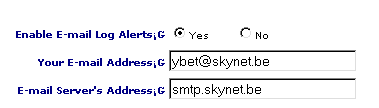 Enable E-mail Log Alerts¡G Yes No
Your E-mail Address¡G ybet@skynet.be
E-mail Server's Address¡G smtp.skynet.be